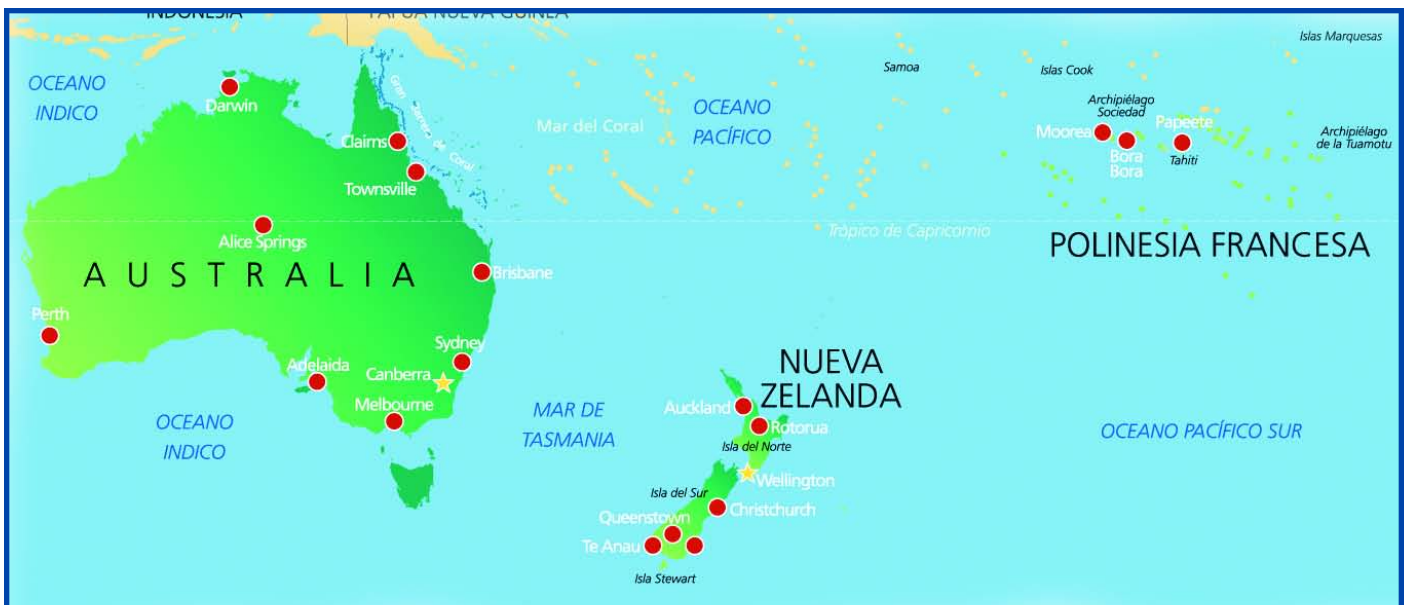 INDONESIA
PAPUA NUEVA GUINEA
Islas Marquesas
Samoa
Islas Cook
OCEANO
INDICO
Darwin
Gran Barrera de Coral
Mar del Coral
OCEANO
PACÍFICO
Archipiélago
Sociedad
Moorea
Papeete
Bora
Bora
Tahiti
Archipiélago
de la Tuamotu
Claims
Townsville
Alice Springs
Trópico de Capricornio
POLINESIA FRANCESA
AUSTRALIA
Brisbane
Perth
Sydney
Adelaida
Canberra
Melbourne
NUEVA
ZELANDA
Auckland
Rotorua
Isla del Norte
OCEANO
INDICO
MAR DE
TASMANIA
OCEANO PACÍFICO SUR
Wellington
Isla del Sur
Christchurch
Queenstown
Te Anau
Isla Stewart